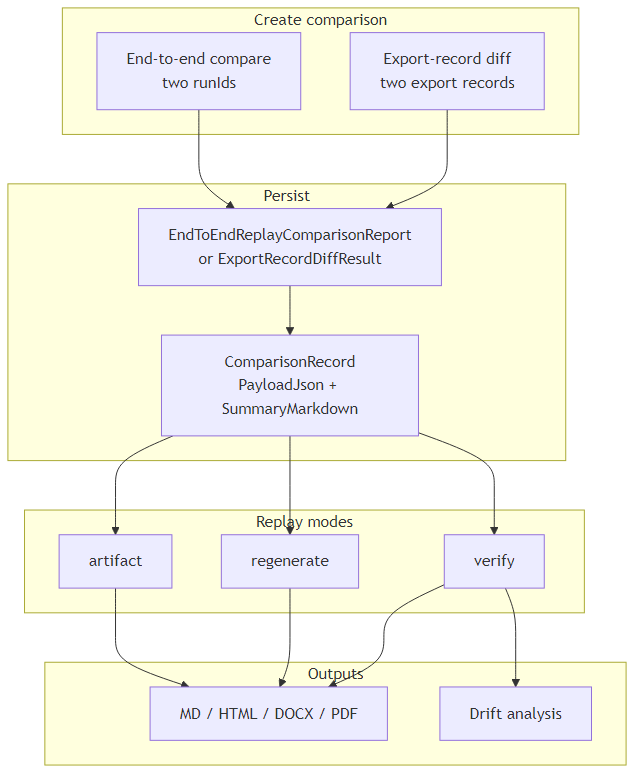 Create comparison
End-to-end compare
two runIds
Export-record diff
two export records
Persist
EndToEndReplayComparisonReport
or ExportRecordDiffResult
ComparisonRecord
PayloadJson +
SummaryMarkdown
Replay modes
artifact
regenerate
verify
Outputs
MD / HTML / DOCX / PDF
Drift analysis